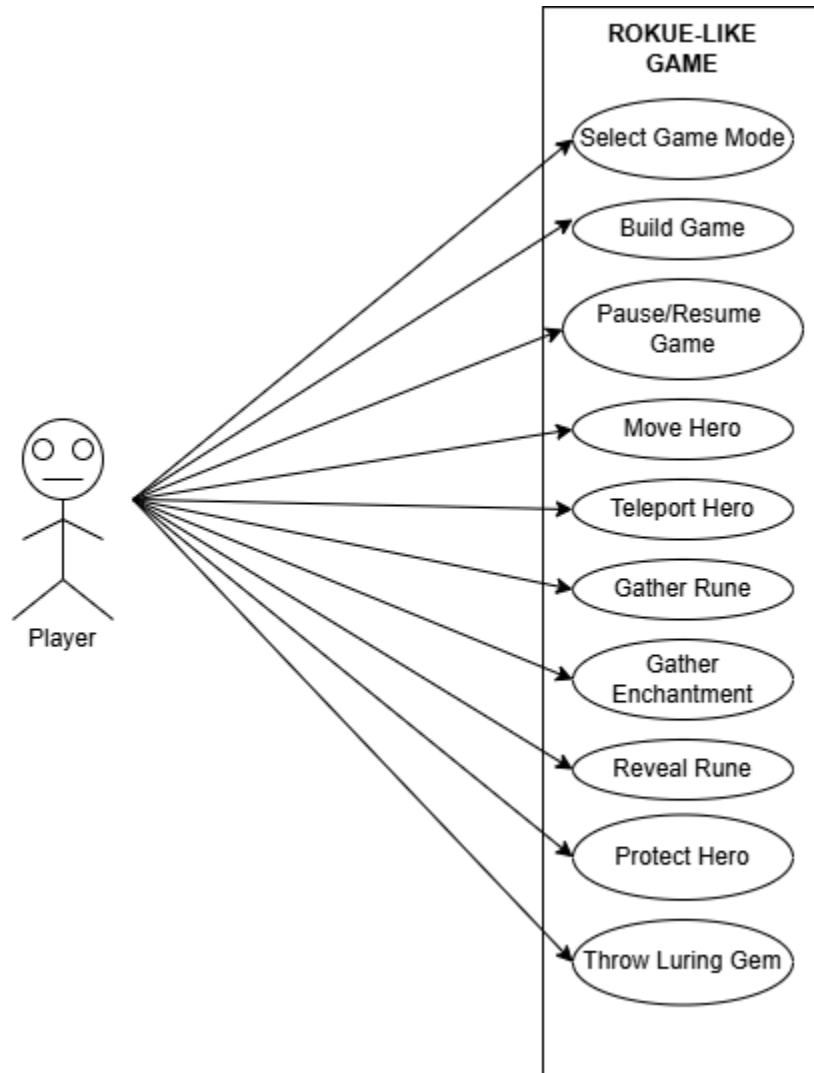 ROKUE-LIKE
GAME
Select Game Mode
Build Game
Pause/Resume
Game
Move Hero
Teleport Hero
Gather Rune
Gather
Enchantment
Reveal Rune
Protect Hero
Throw Luring Gem
Player